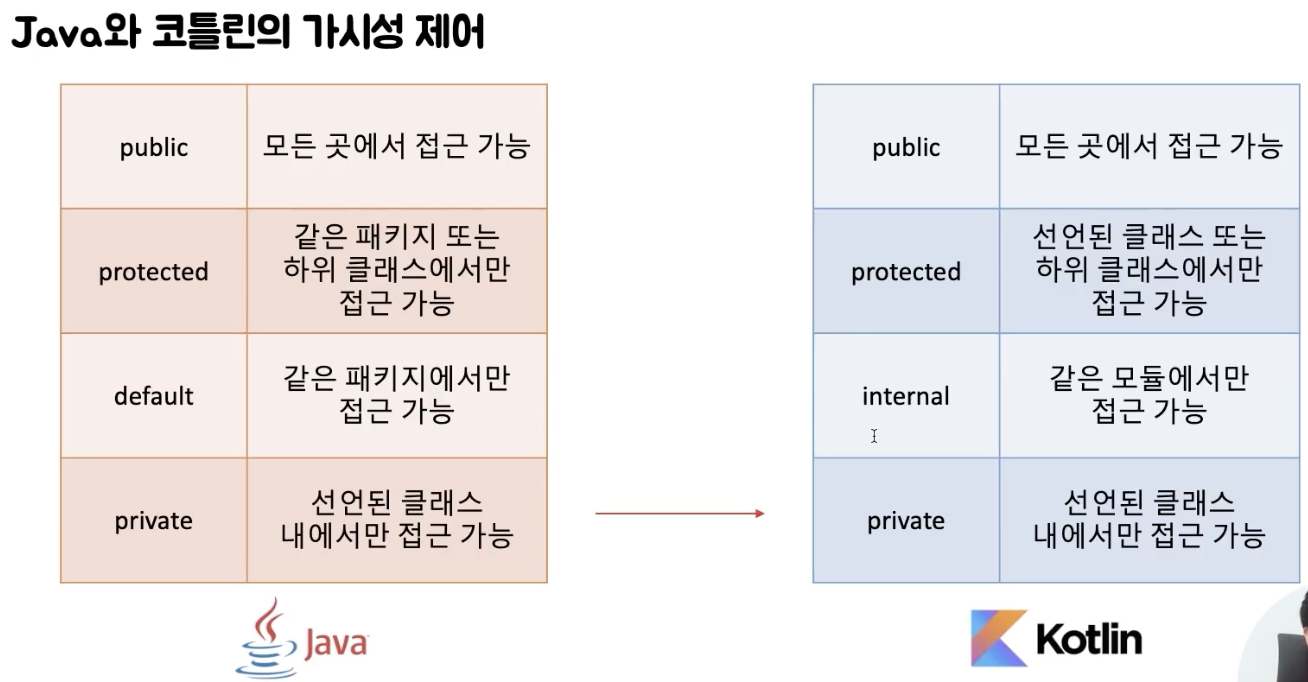 Java와 코틀린의 가시성 제어
public
모든 곳에서 접근 가능
protected
같은 패키지 또는
하위 클래스에서만
접근 가능
default
같은 패키지에서만
접근 가능
private
선언된 클래스
내에서만 접근 가능
Java
public
모든 곳에서 접근 가능
protected
선언된 클래스 또는
하위 클래스에서만
접근 가능
internal
같은 모듈에서만
접근 가능
private
선언된 클래스
내에서만 접근 가능
Kotlin